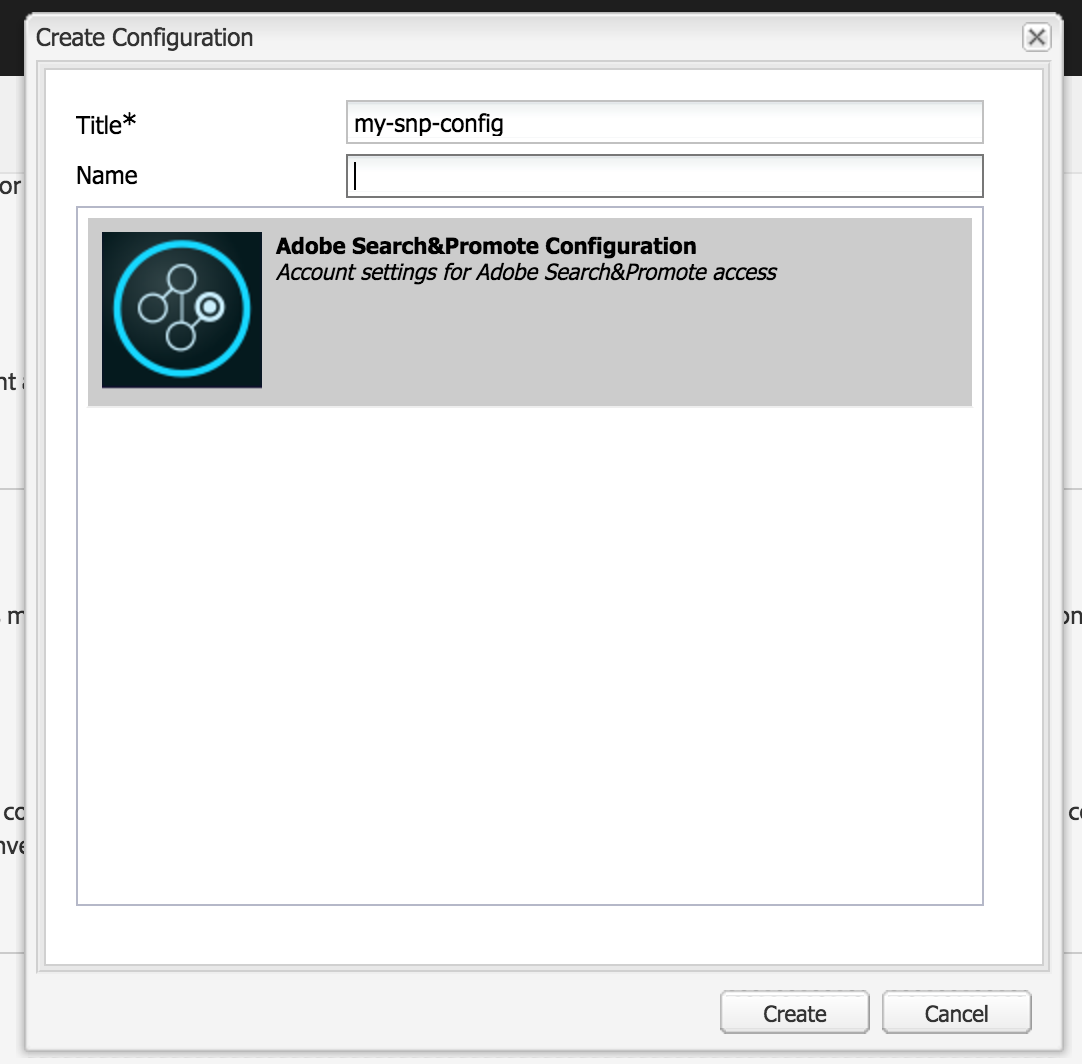 Create Configuration
Title*
my-snp-config
Name
or
Adobe Search&Promote Configuration
Account settings for Adobe Search&Promote access
Create
Cancel